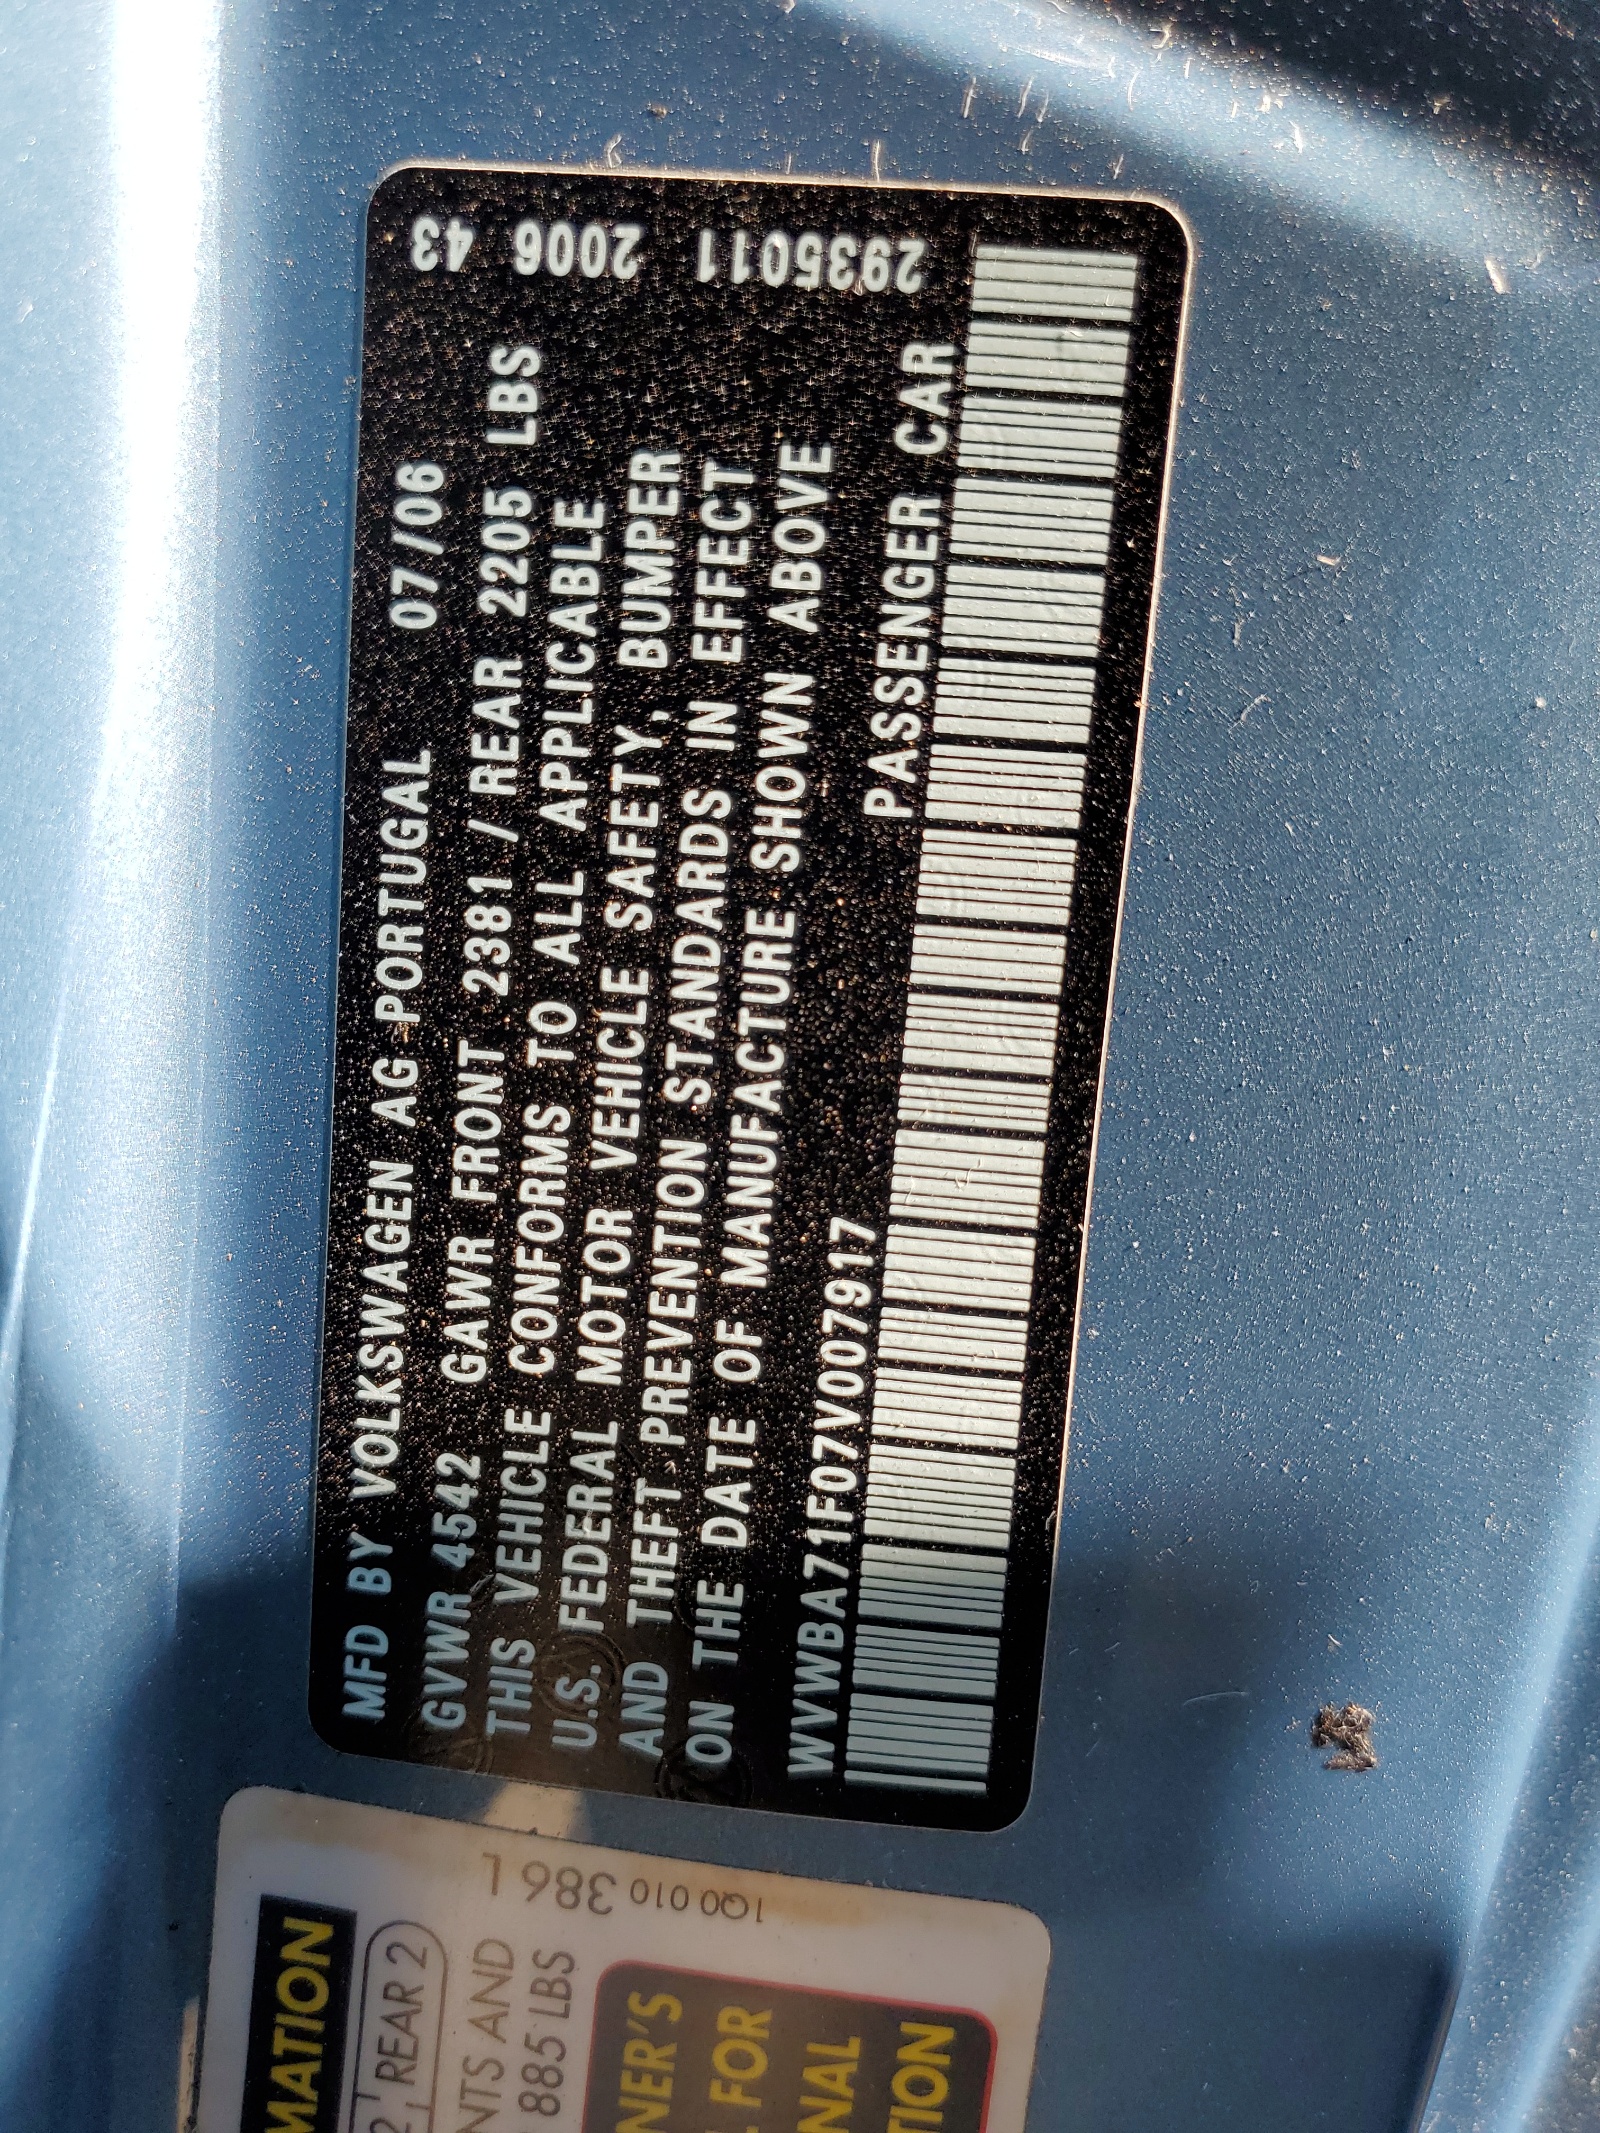 MFD BY VOLKSWAGEN AG PORTUGAL 07/06
GVWR 4542 GAWR FRONT 2381 / REAR 2205 LBS
THIS VEHICLE CONFORMS TO ALL APPLICABLE
U.S. FEDERAL MOTOR VEHICLE SAFETY, BUMPER
AND THEFT PREVENTION STANDARDS IN EFFECT
ON THE DATE OF MANUFACTURE SHOWN ABOVE
WVWBA71F07V007917 PASSENGER CAR
2935011 2006 43
1Q0 010 386 L
MATION
2 REAR 2
NTS AND
885 LBS
NER'S
L FOR
NAL
TION